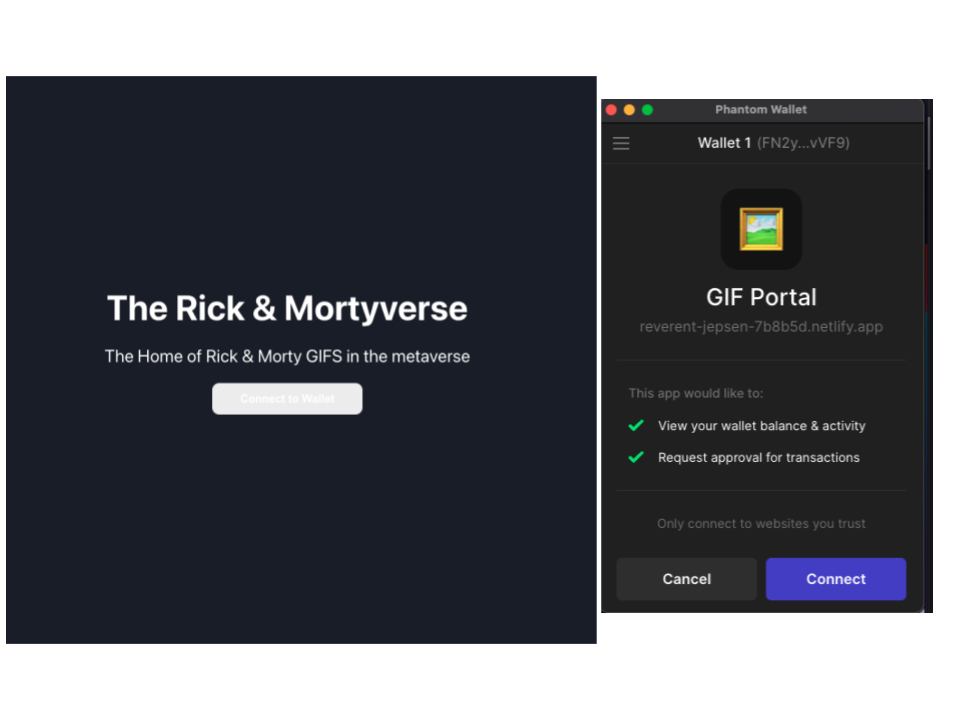 The Rick & Mortyverse
The Home of Rick & Morty GIFS in the metaverse
Connect to Wallet
Phantom Wallet
Wallet 1 (FN2y...vVF9)
GIF Portal
reverent-jepsen-7b8b5d.netlify.app
This app would like to:
View your wallet balance & activity
Request approval for transactions
Only connect to websites you trust
Cancel
Connect